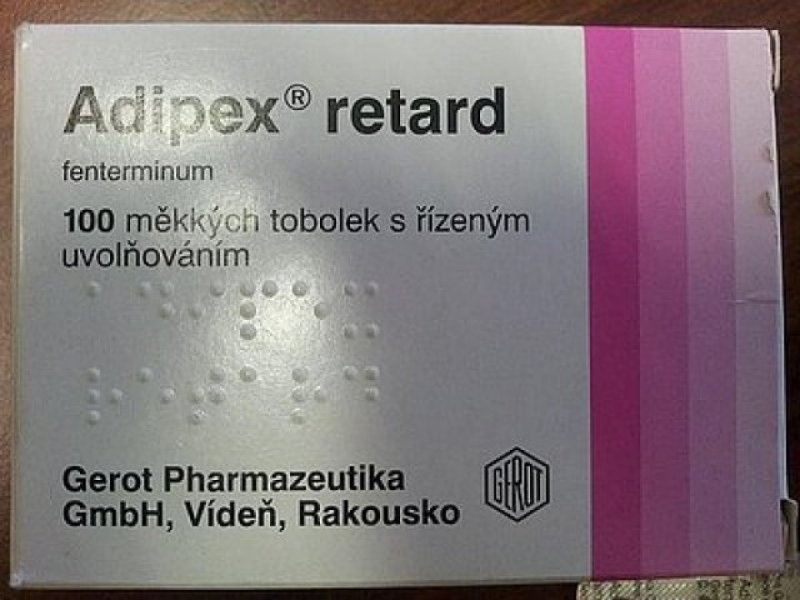 Adipex® retard
fenterminum
100 měkkých tobolek s řízeným
uvolňováním
Gerot Pharmazeutika
GmbH, Vídeň, Rakousko
GEROT